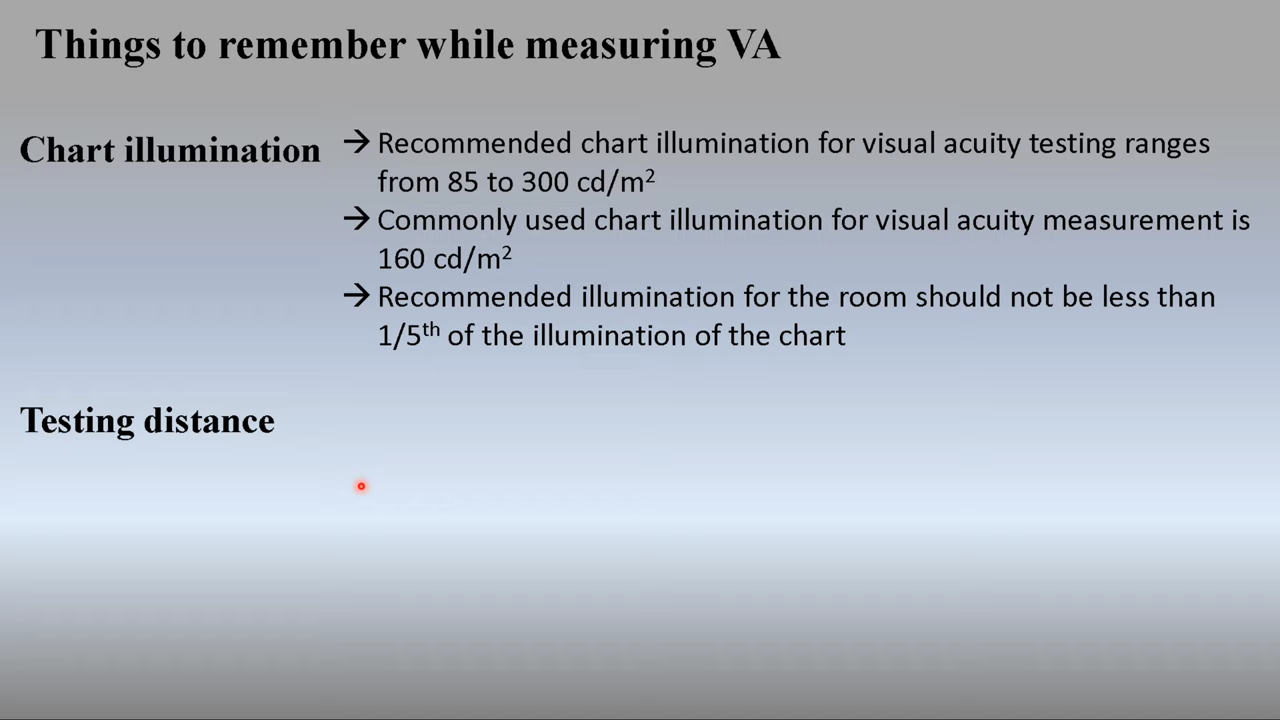 Things to remember while measuring VA
Chart illumination
→ Recommended chart illumination for visual acuity testing ranges
from 85 to 300 cd/m²
→ Commonly used chart illumination for visual acuity measurement is
160 cd/m²
→ Recommended illumination for the room should not be less than
1/5ᵗʰ of the illumination of the chart
Testing distance